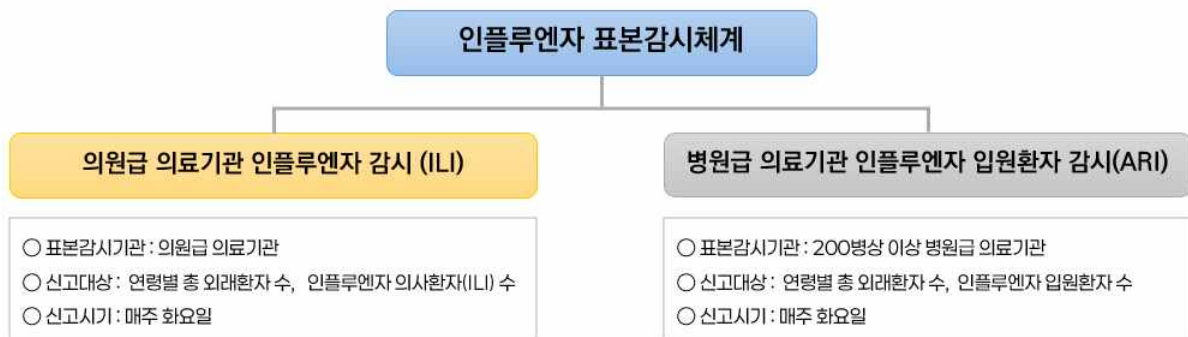 인플루엔자 표본감시체계
의원급 의료기관 인플루엔자 감시 (ILI)
○ 표본감시기관 : 의원급 의료기관
○ 신고대상 : 연령별 총 외래환자 수, 인플루엔자 의사환자(ILI) 수
○ 신고시기 : 매주 화요일
병원급 의료기관 인플루엔자 입원환자 감시(ARI)
○ 표본감시기관 : 200병상 이상 병원급 의료기관
○ 신고대상 : 연령별 총 외래환자 수, 인플루엔자 입원환자 수
○ 신고시기 : 매주 화요일